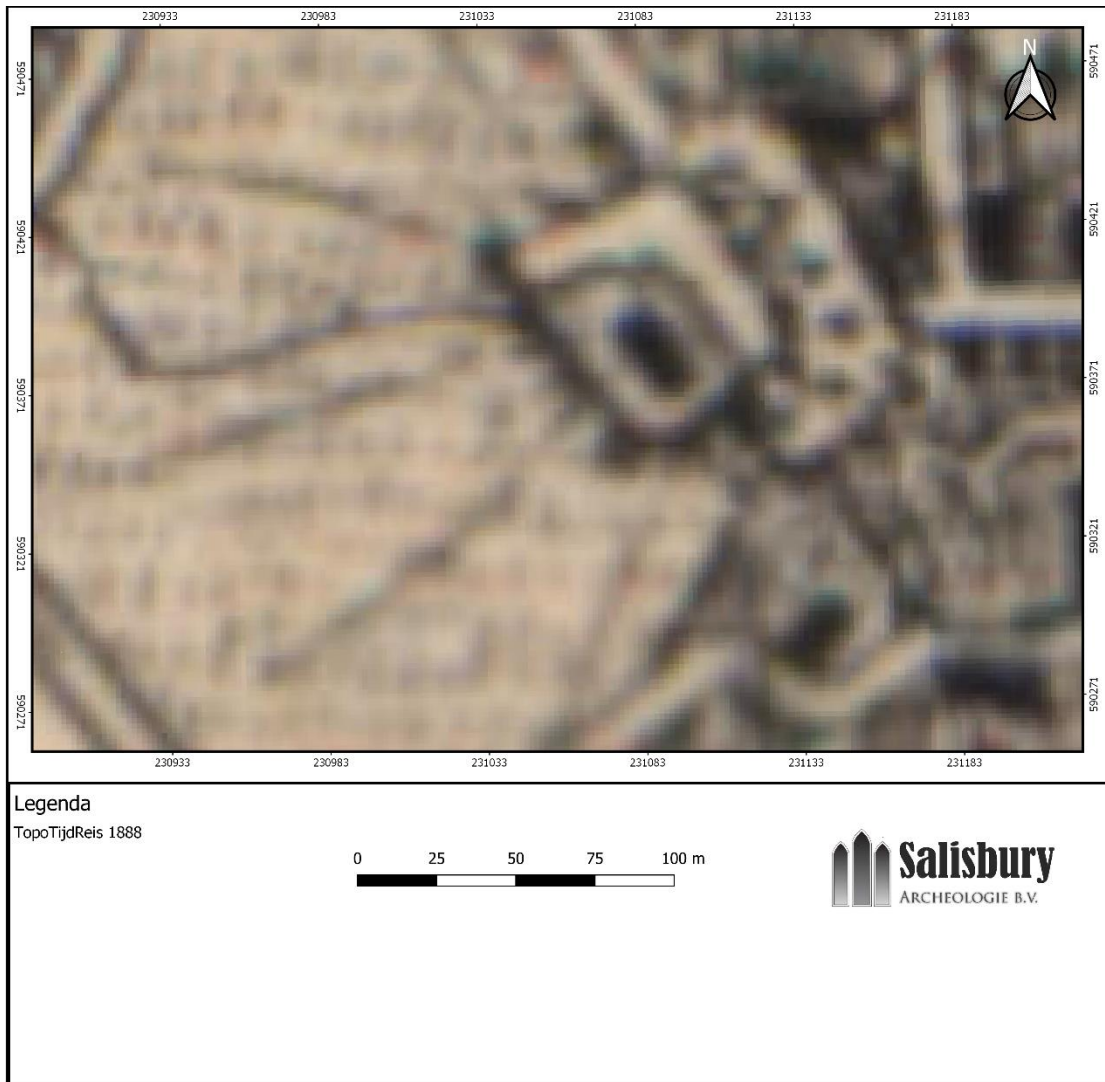 230933 230983 231033 231083 231133 231183
N
590471 590471
590421 590421
590371 590371
590321 590321
590271 590271
230933 230983 231033 231083 231133 231183
Legenda
TopoTijdReis 1888
0 25 50 75 100 m
Salisbury
ARCHEOLOGIE B.V.